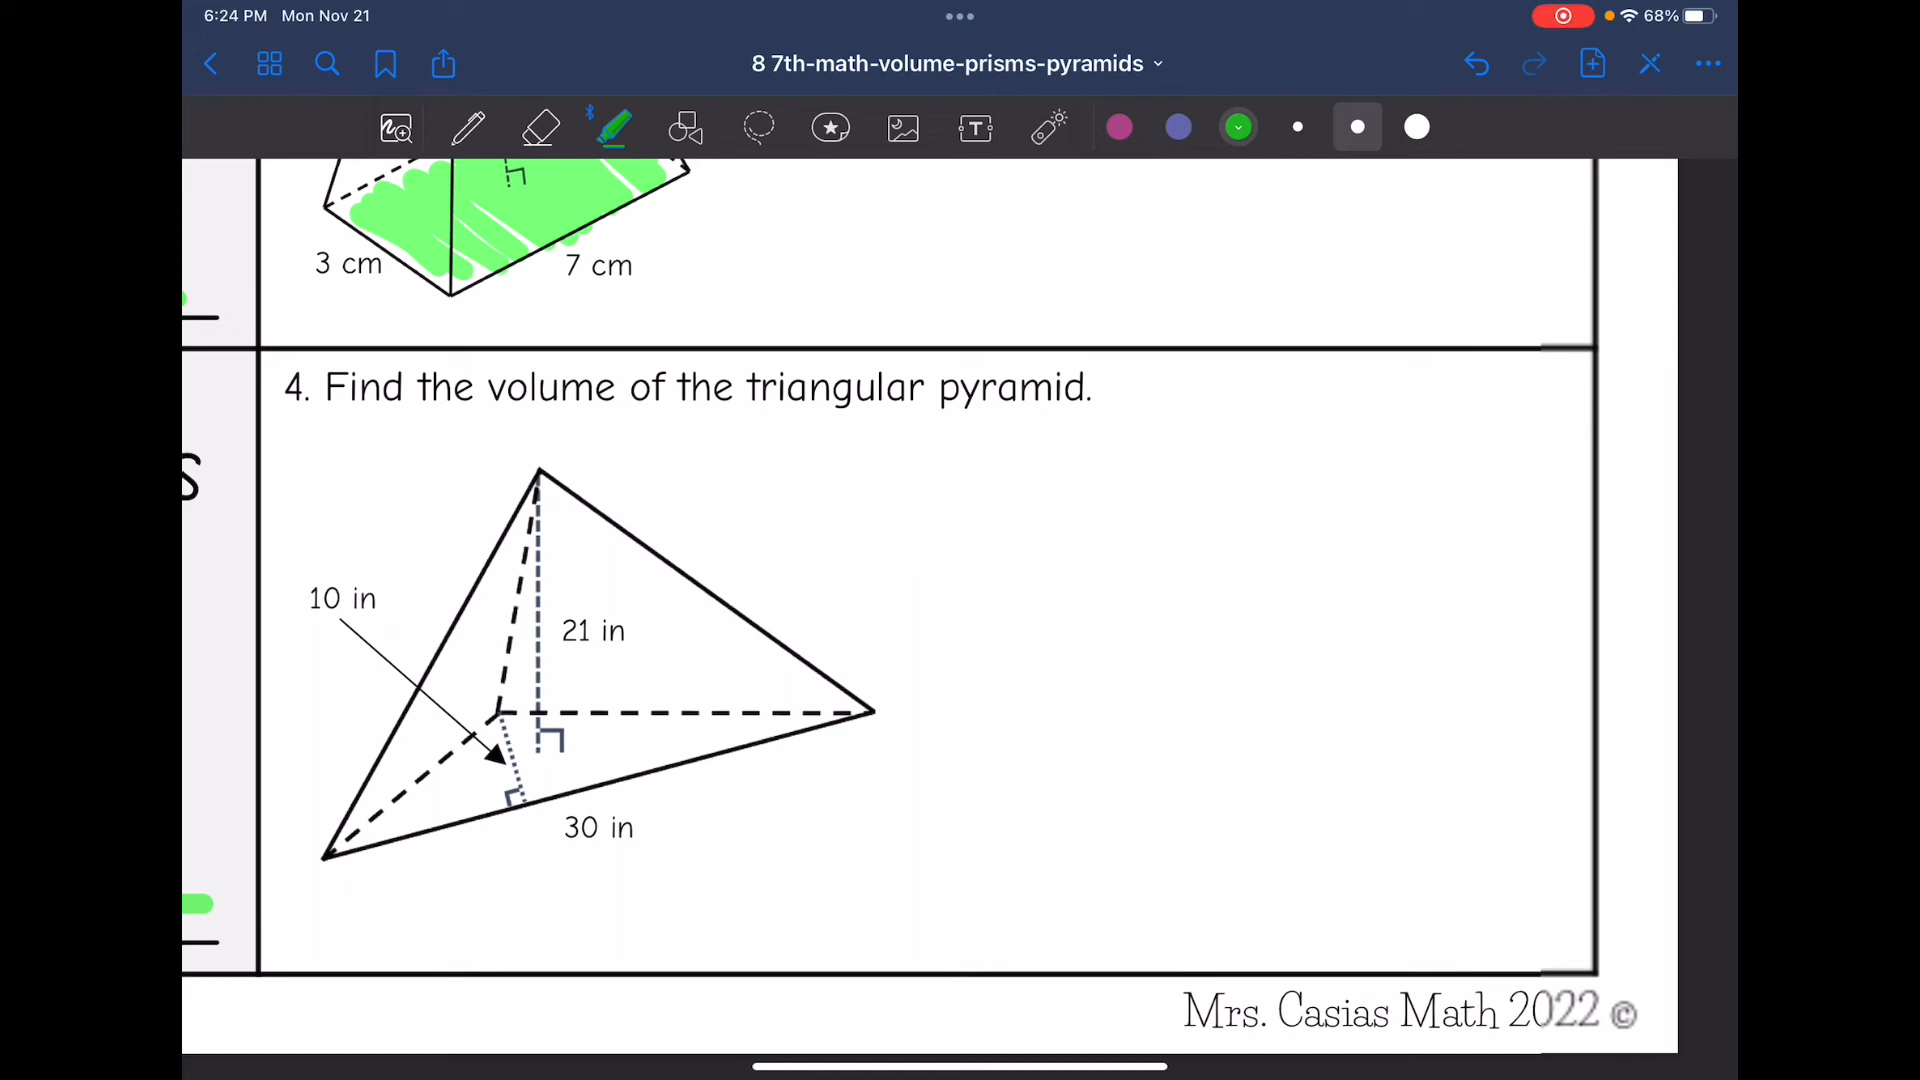 6:24 PM Mon Nov 21
68%
8 7th-math-volume-prisms-pyramids
T
3 cm
7 cm
4. Find the volume of the triangular pyramid.
s
10 in
21 in
30 in
Mrs. Casias Math 2022 ©